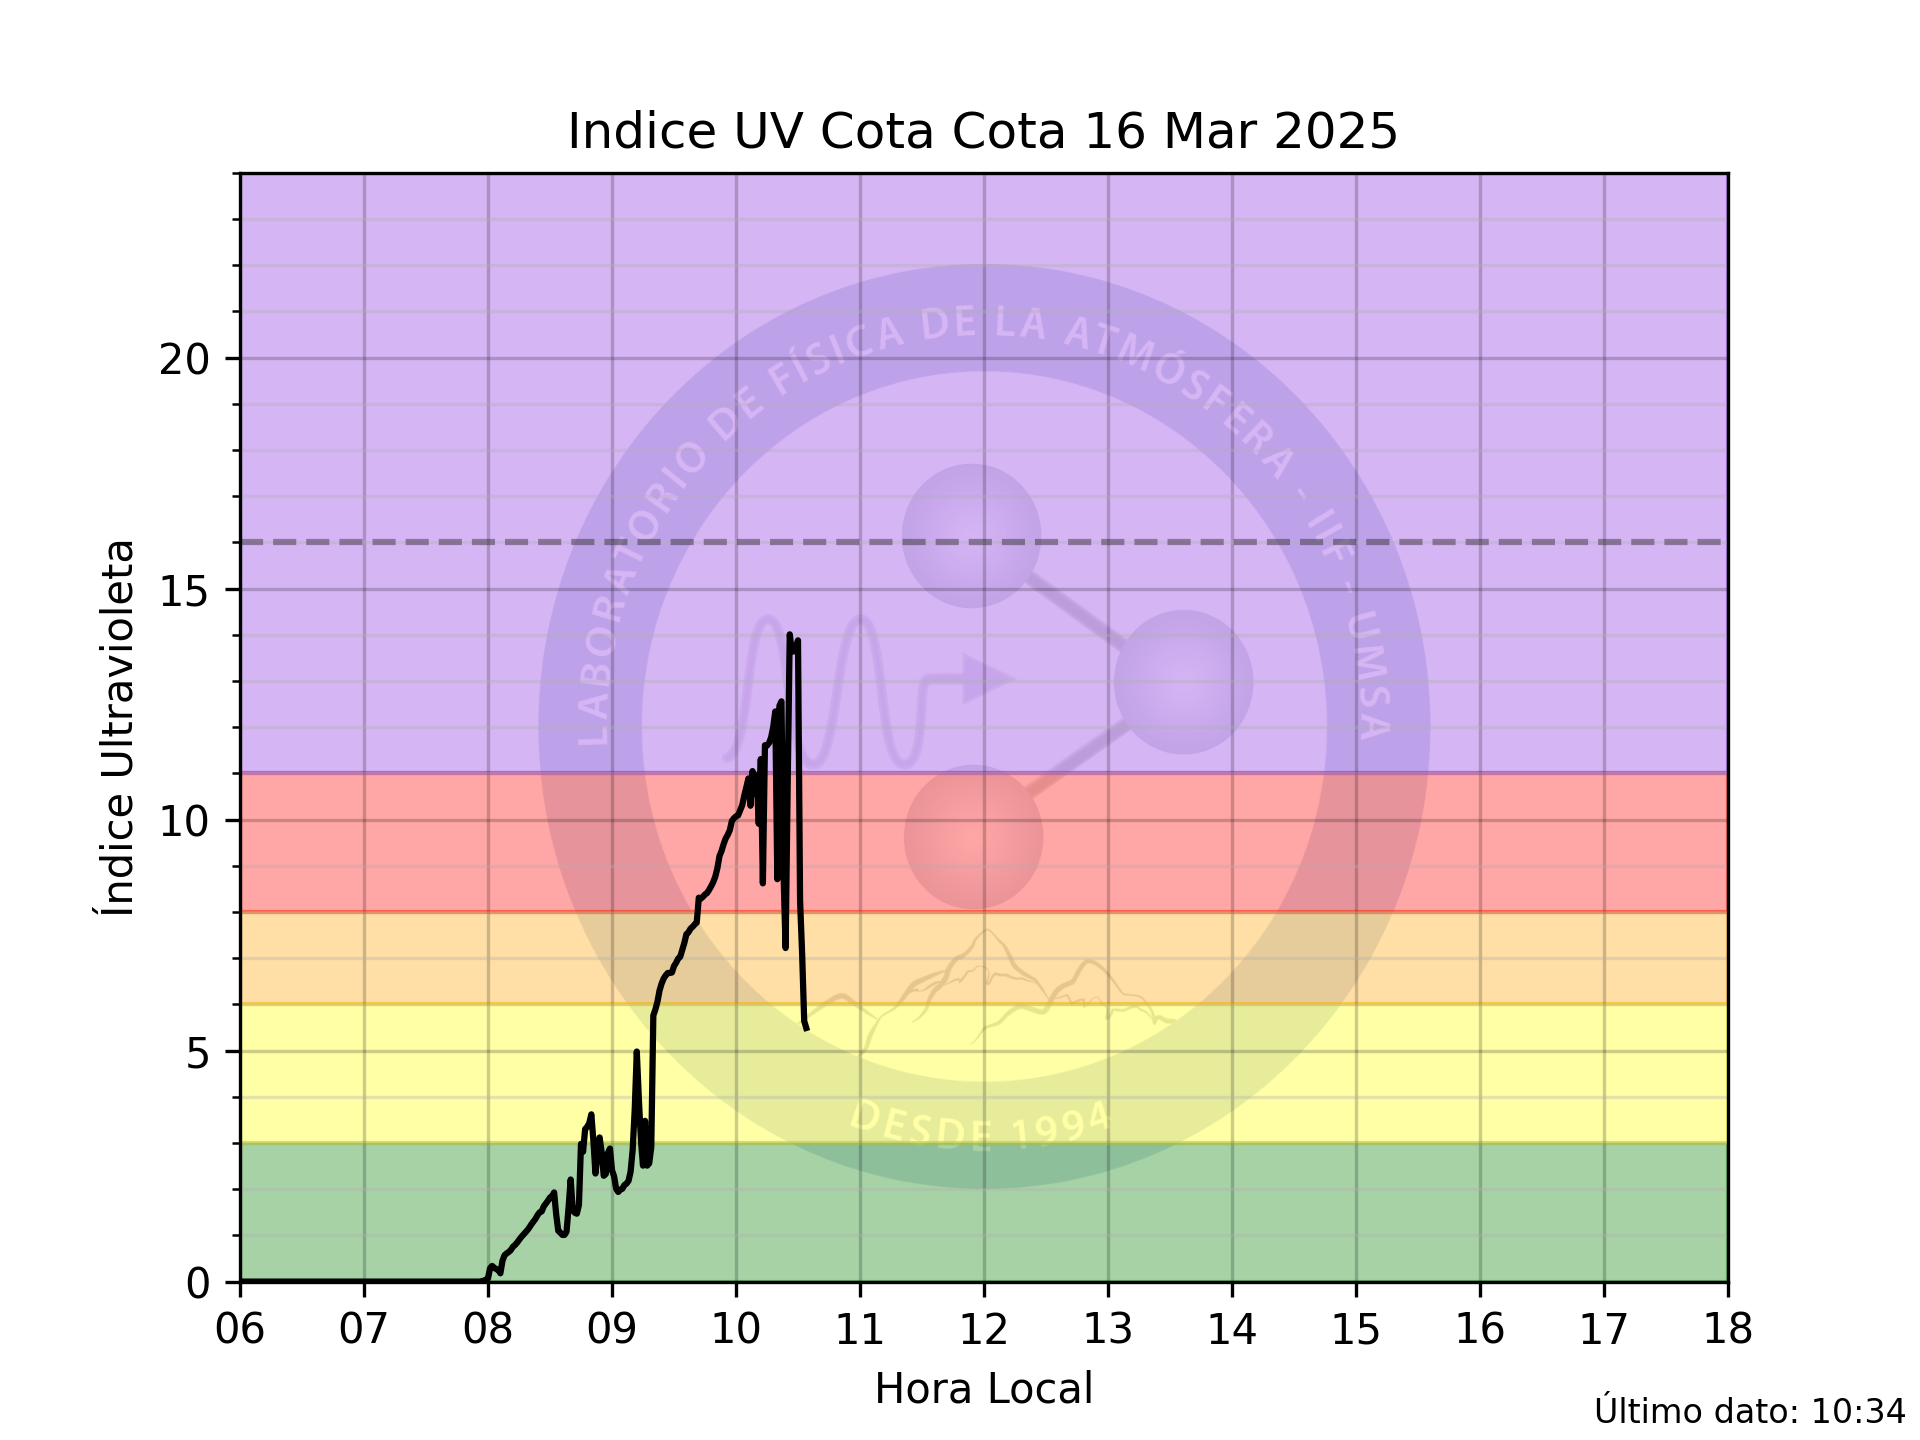 Indice UV Cota Cota 16 Mar 2025
Índice Ultravioleta
20
15
10
5
0
LABORATORIO DE FÍSICA DE LA ATMÓSFERA - IIF - UMSA
DESDE 1994
06 07 08 09 10 11 12 13 14 15 16 17 18
Hora Local
Último dato: 10:34